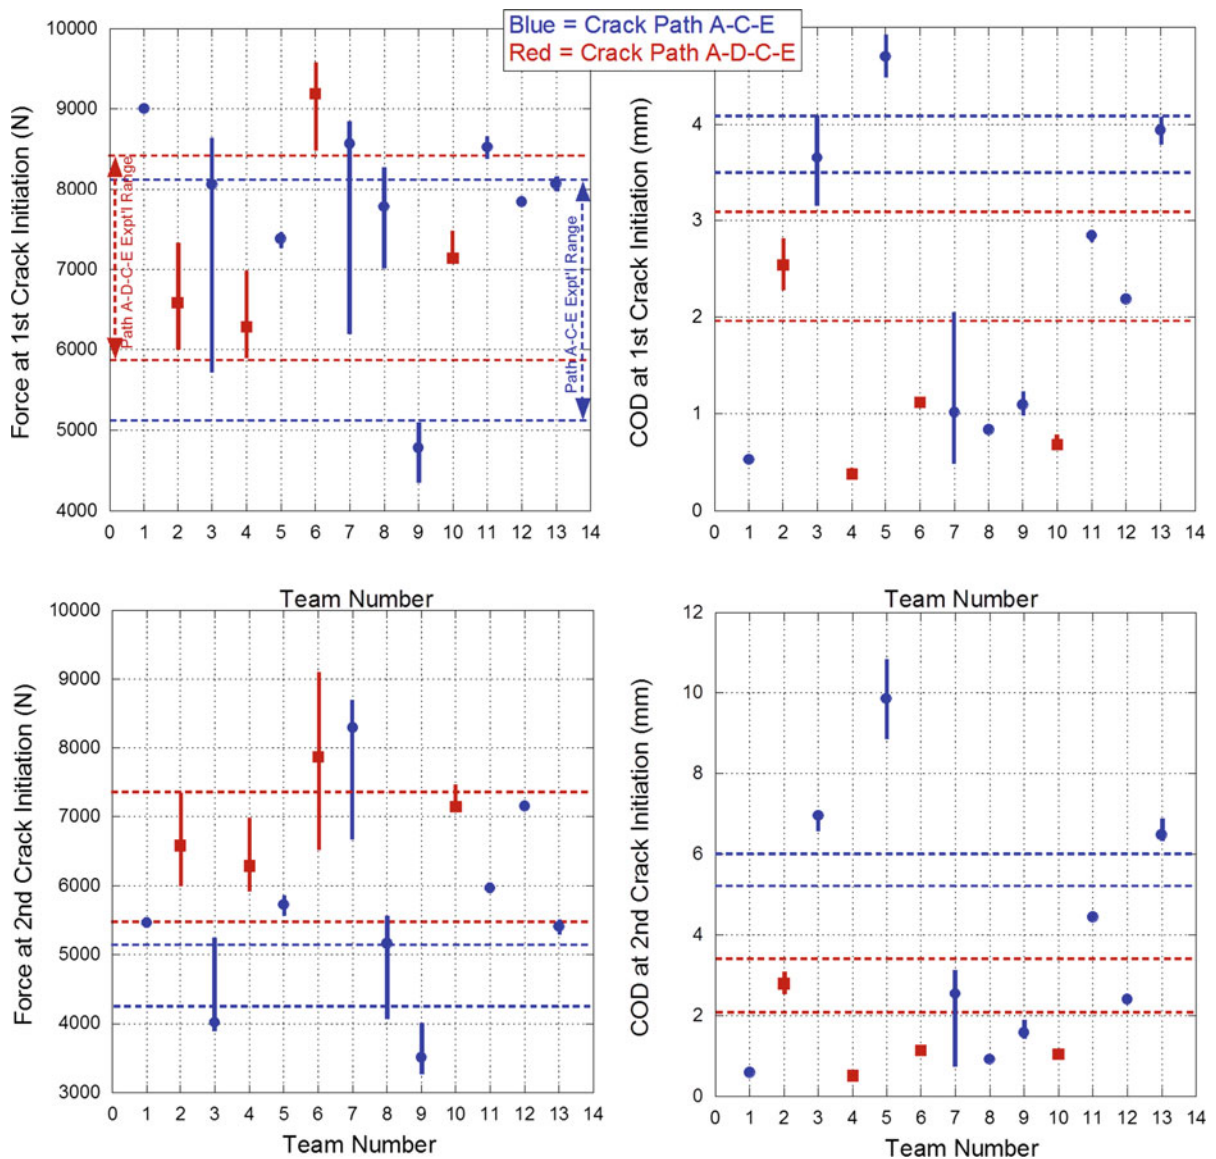 Blue = Crack Path A-C-E
Red = Crack Path A-D-C-E
Force at 1st Crack Initiation (N)
10000
9000
8000
7000
6000
5000
4000
Path A-D-C-E Expt'l Range
Path A-C-E Expt'l Range
0 1 2 3 4 5 6 7 8 9 10 11 12 13 14
Team Number
COD at 1st Crack Initiation (mm)
4
3
2
1
0
0 1 2 3 4 5 6 7 8 9 10 11 12 13 14
Team Number
Force at 2nd Crack Initiation (N)
10000
9000
8000
7000
6000
5000
4000
3000
0 1 2 3 4 5 6 7 8 9 10 11 12 13 14
Team Number
COD at 2nd Crack Initiation (mm)
12
10
8
6
4
2
0
0 1 2 3 4 5 6 7 8 9 10 11 12 13 14
Team Number